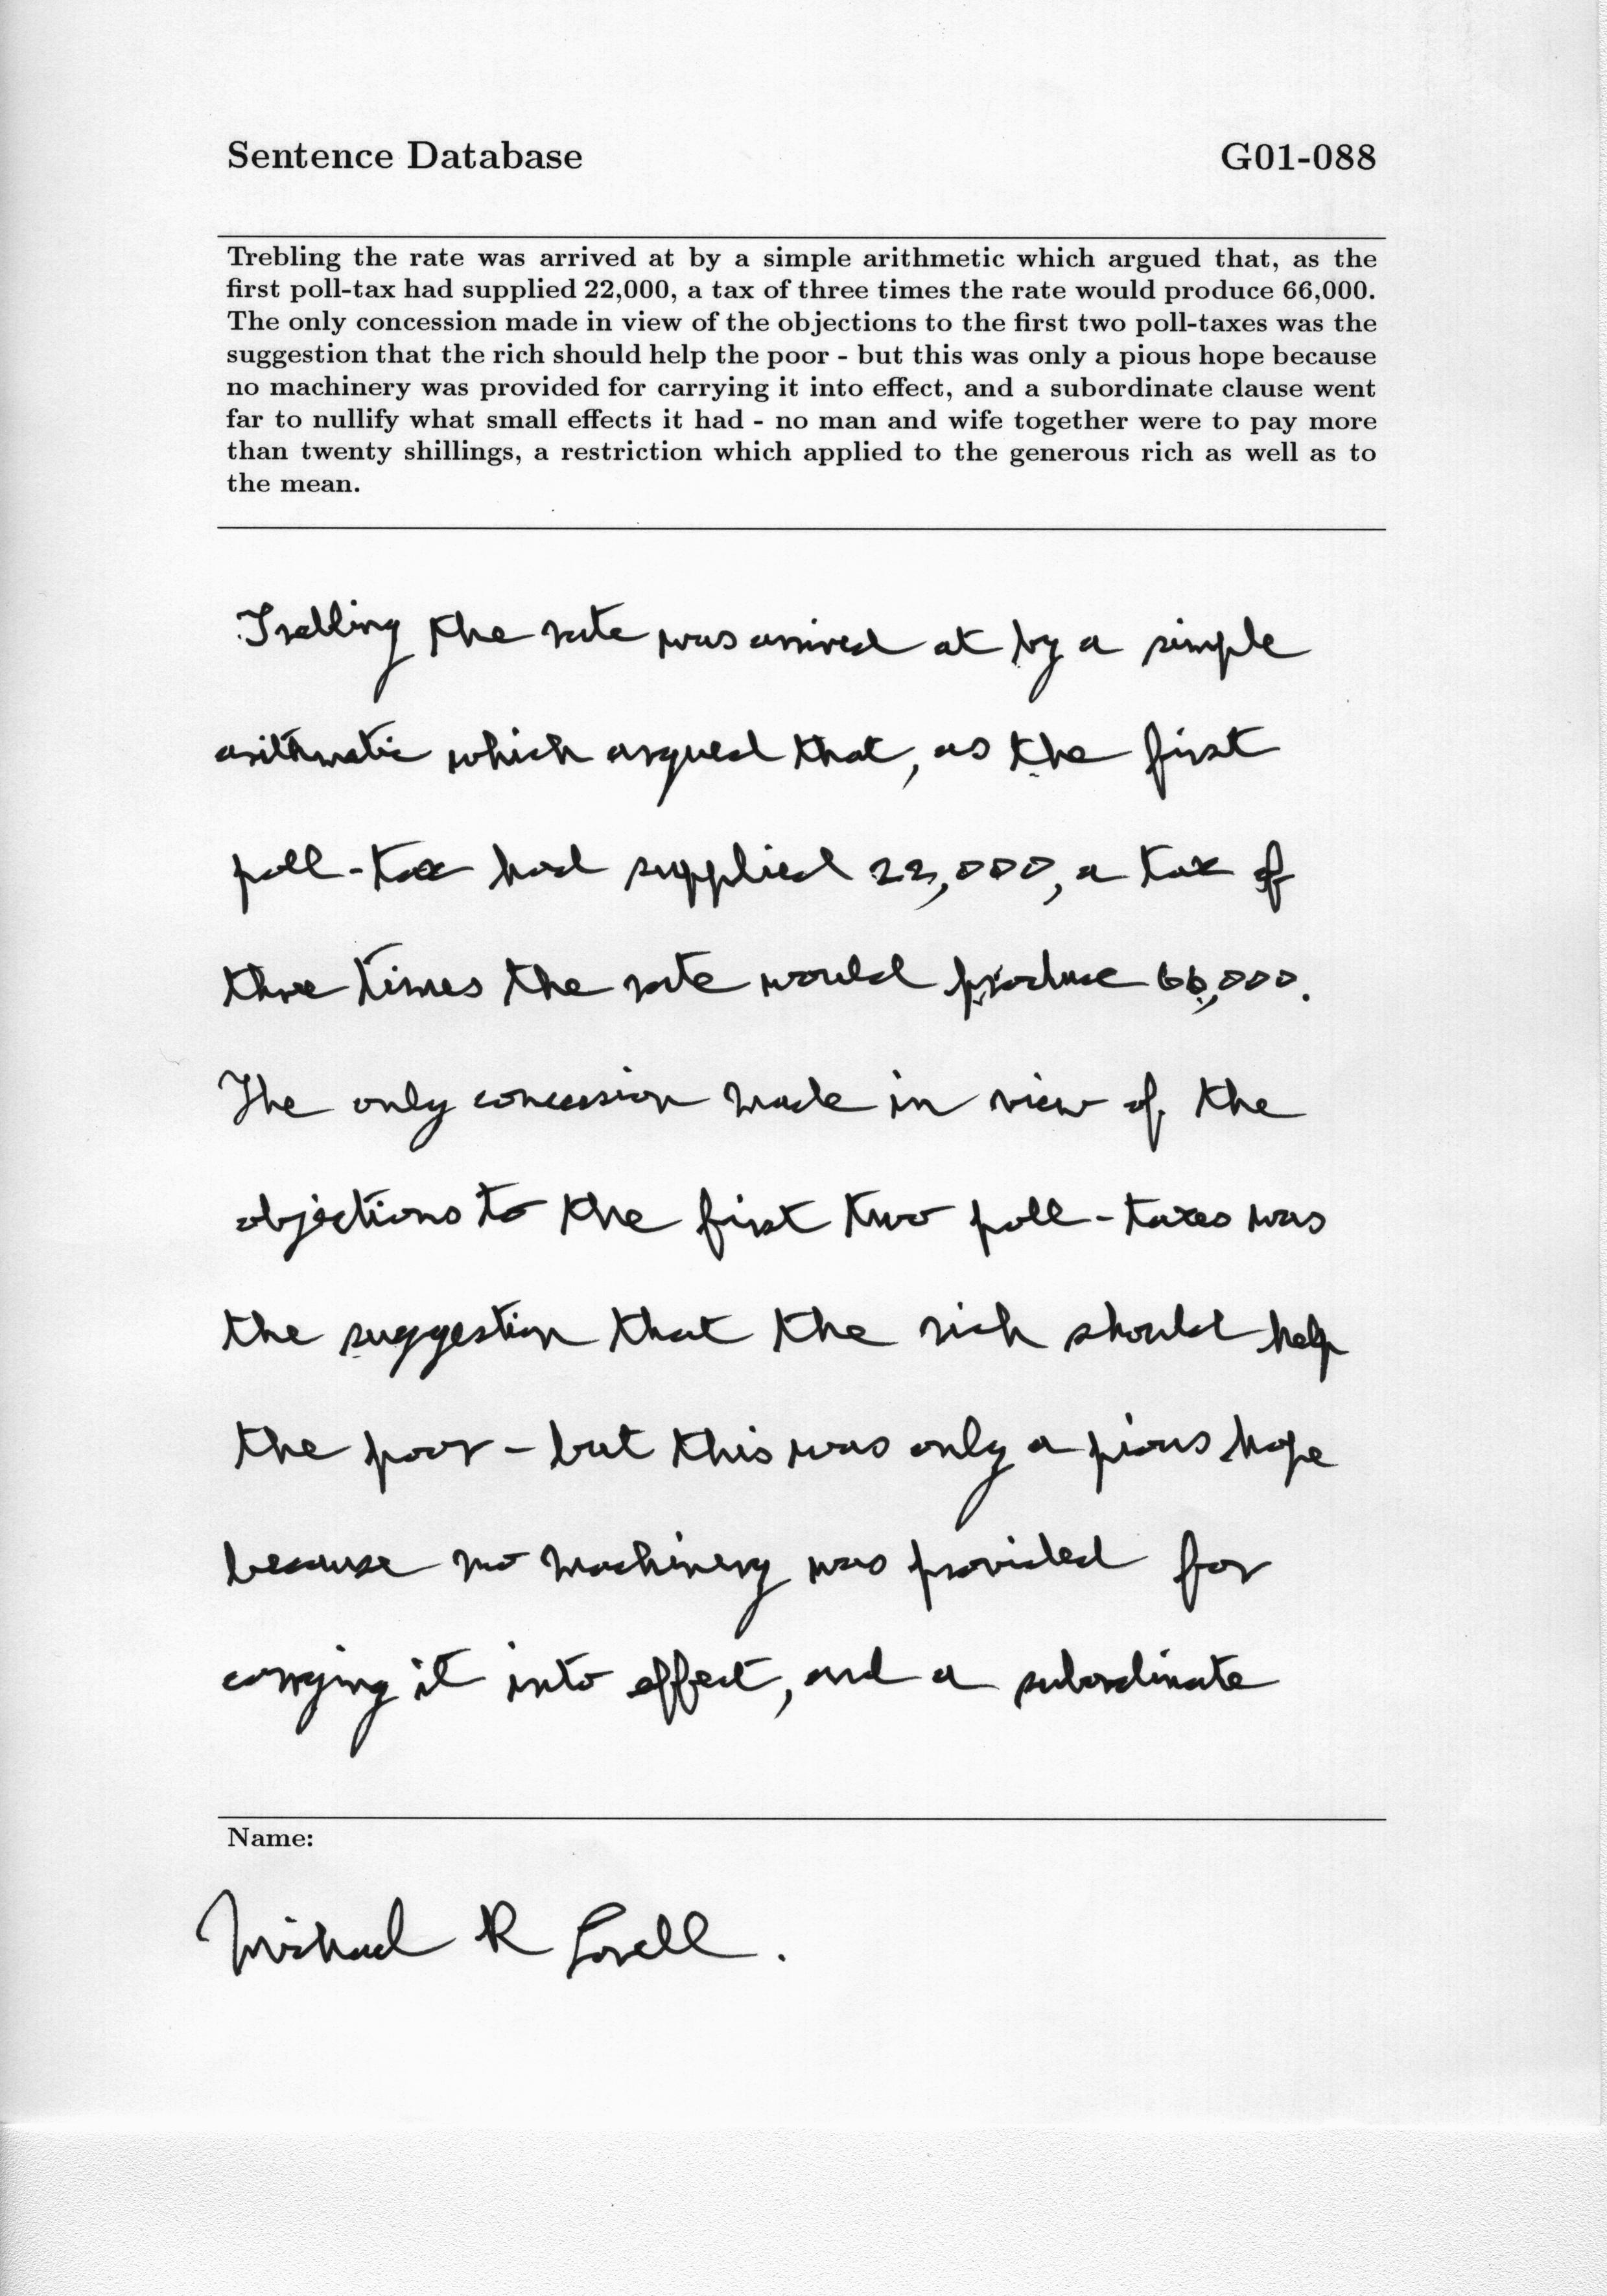 Sentence Database G01-088
Trebling the rate was arrived at by a simple arithmetic which argued that, as the
first poll-tax had supplied 22,000, a tax of three times the rate would produce 66,000.
The only concession made in view of the objections to the first two poll-taxes was the
suggestion that the rich should help the poor - but this was only a pious hope because
no machinery was provided for carrying it into effect, and a subordinate clause went
far to nullify what small effects it had - no man and wife together were to pay more
than twenty shillings, a restriction which applied to the generous rich as well as to
the mean.
Trebling the rate was arrived at by a simple
arithmetic which argued that, as the first
poll-tax had supplied 22,000, a tax of
three times the rate would produce 66,000.
The only concession made in view of the
objections to the first two poll-taxes was
the suggestion that the rich should help
the poor - but this was only a pious hope
because no machinery was provided for
carrying it into effect, and a subordinate
Name:
Michael R Lovell.